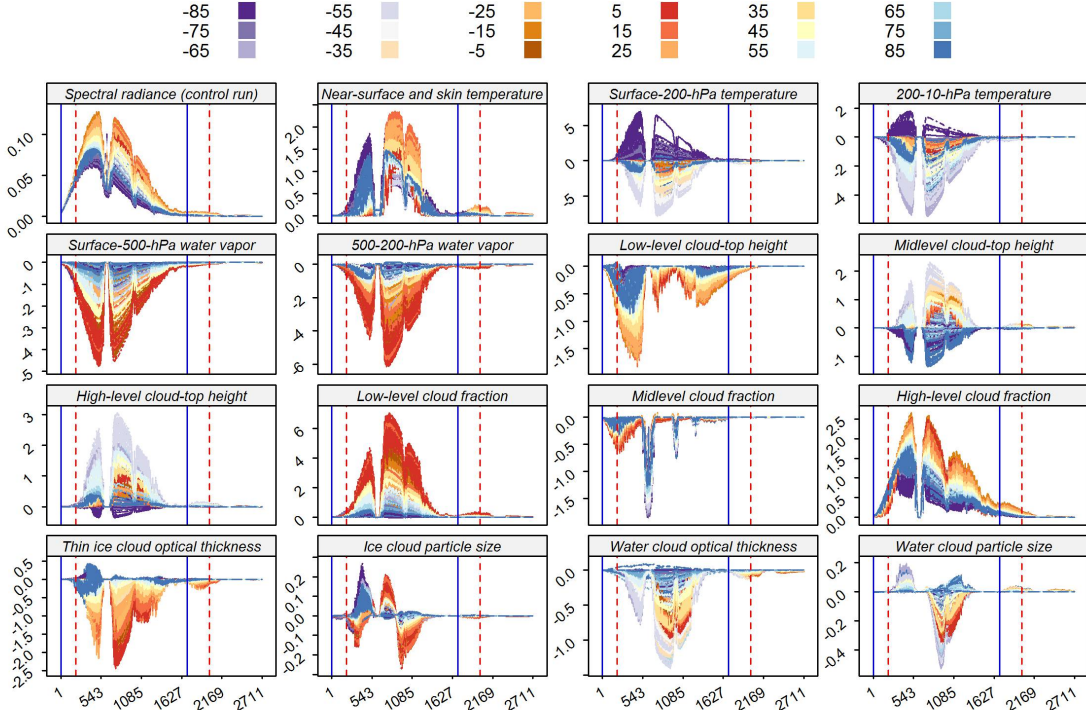 -85 -55 -25 5 35 65
-75 -45 -15 15 45 75
-65 -35 -5 25 55 85
Spectral radiance (control run) Near-surface and skin temperature Surface-200-hPa temperature 200-10-hPa temperature
0.10 2.0 5 2
0.05 1.5 0 0
0.00 1.0 -5 -2
0.5 -4
0.0
Surface-500-hPa water vapor 500-200-hPa water vapor Low-level cloud-top height Midlevel cloud-top height
0 0 0.0 2
-1 -2 -0.5 1
-2 -4 -1.0 0
-3 -6 -1.5 -1
-4
-5
High-level cloud-top height Low-level cloud fraction Midlevel cloud fraction High-level cloud fraction
3 6 0.0 2.5
2 4 -0.5 2.0
1 2 -1.0 1.5
0 0 -1.5 1.0
0.5
0.0
Thin ice cloud optical thickness Ice cloud particle size Water cloud optical thickness Water cloud particle size
0.5 0.2 0.0 0.2
0.0 0.1 -0.5 0.0
-0.5 0.0 -1.0 -0.2
-1.0 -0.1 -0.4
-1.5 -0.2
-2.0
-2.5
1 543 1085 1627 2169 2711 1 543 1085 1627 2169 2711 1 543 1085 1627 2169 2711 1 543 1085 1627 2169 2711